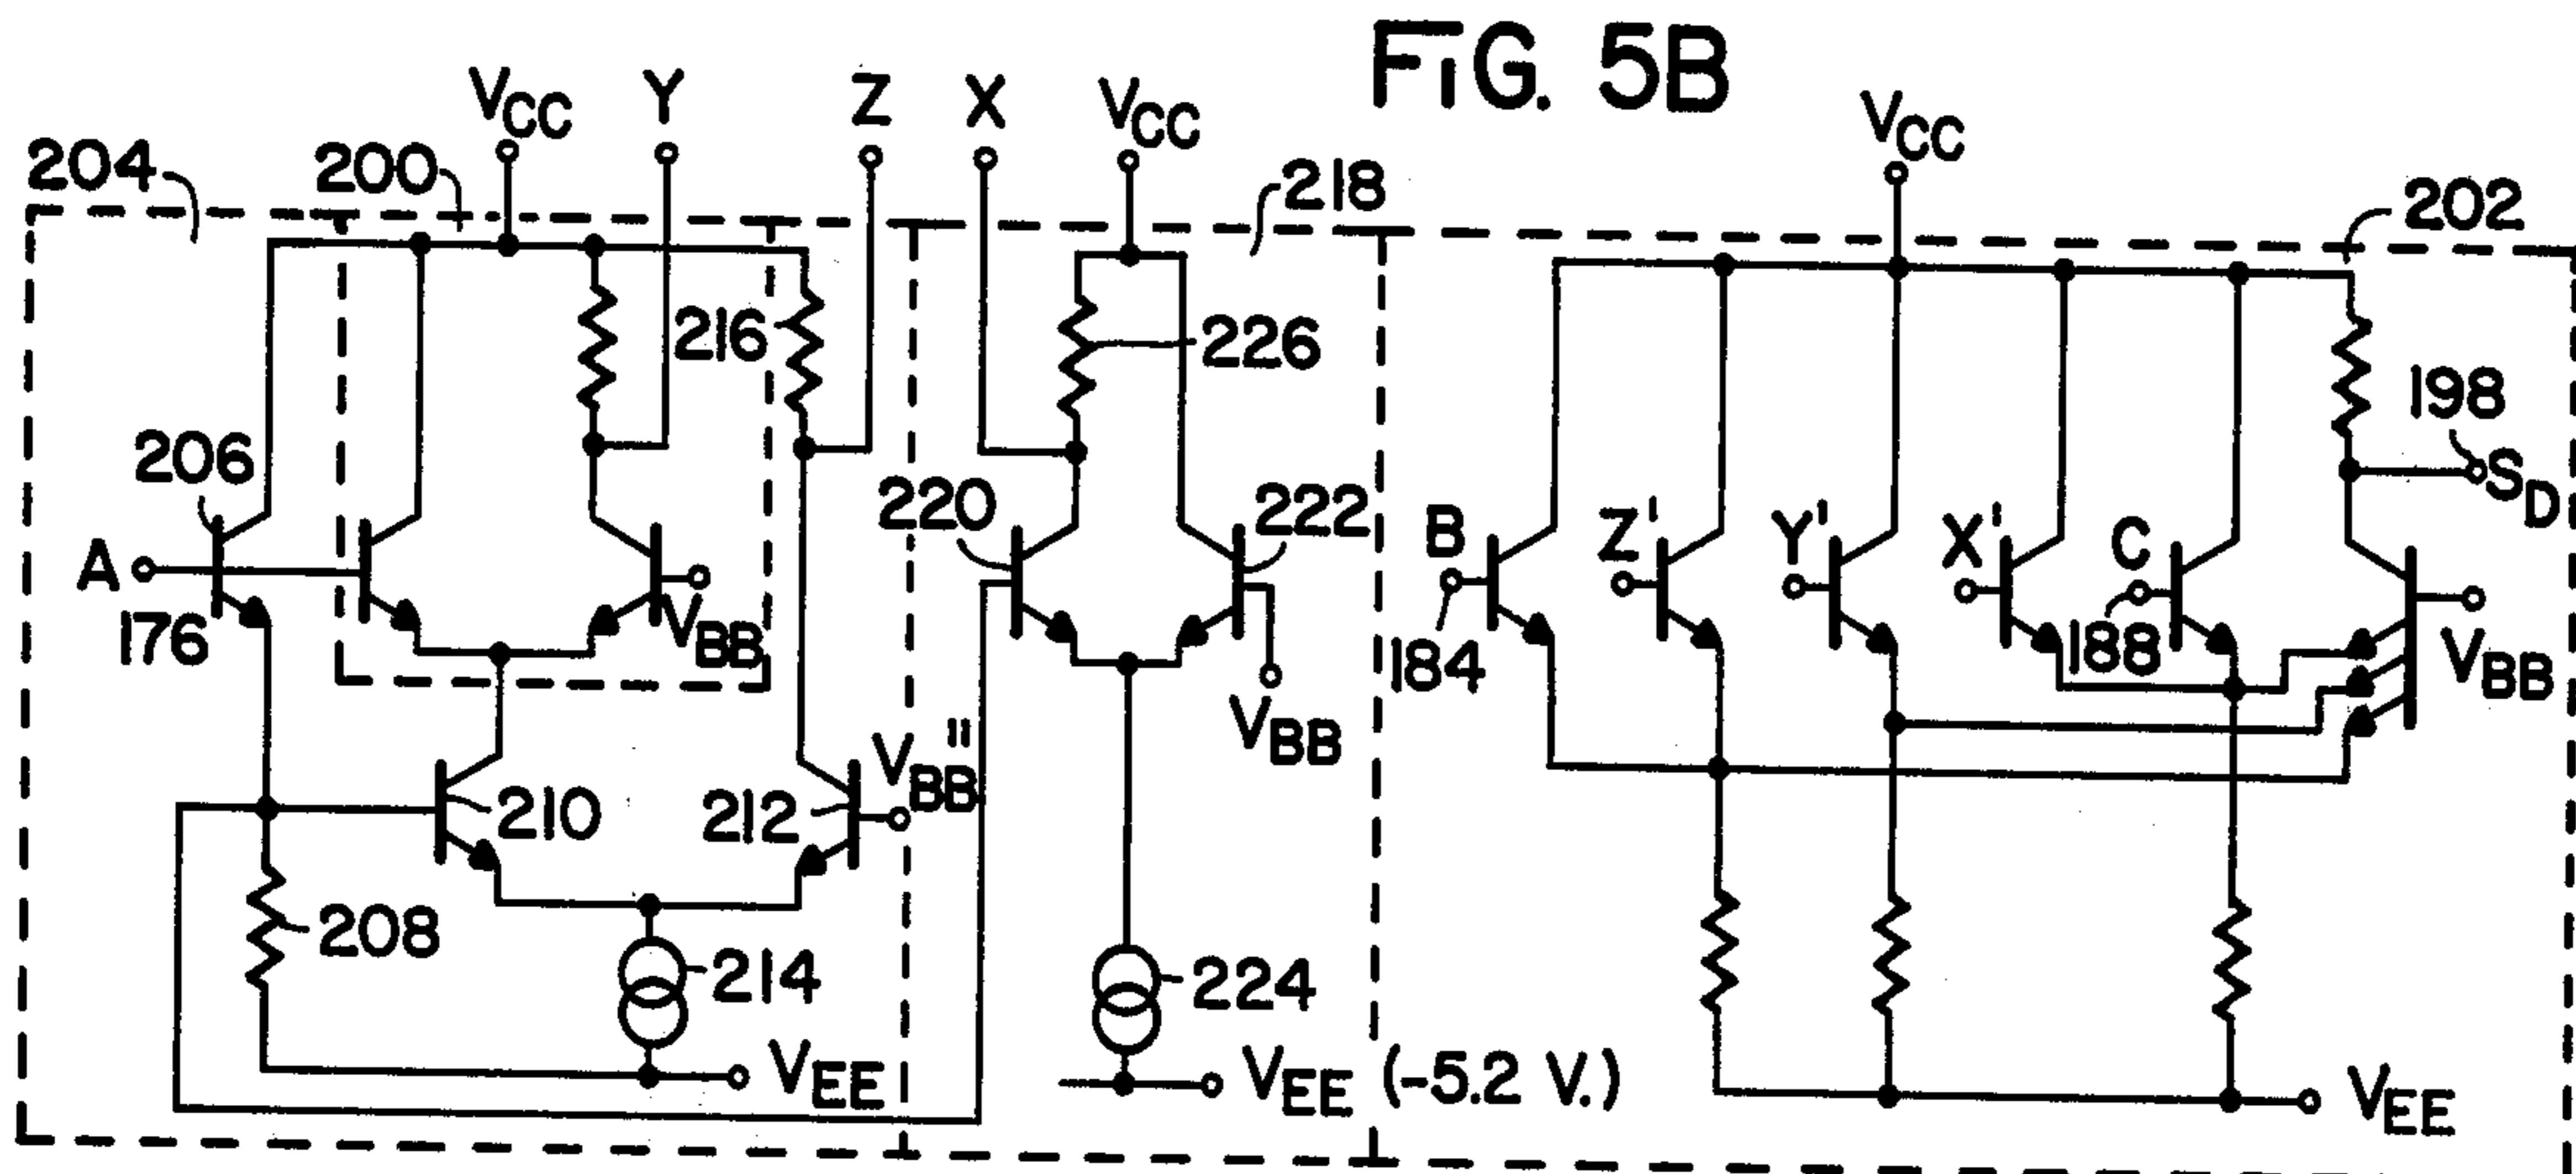 FIG. 5B
204
200
VCC
Y
Z
X
VCC
218
VCC
202
216
226
198
SD
206
220
222
A
176
VBB
B
184
Z'
Y'
X'
C
188
VBB
VBB
210
212
VBB"
208
214
224
VEE
VEE (-5.2 V.)
VEE